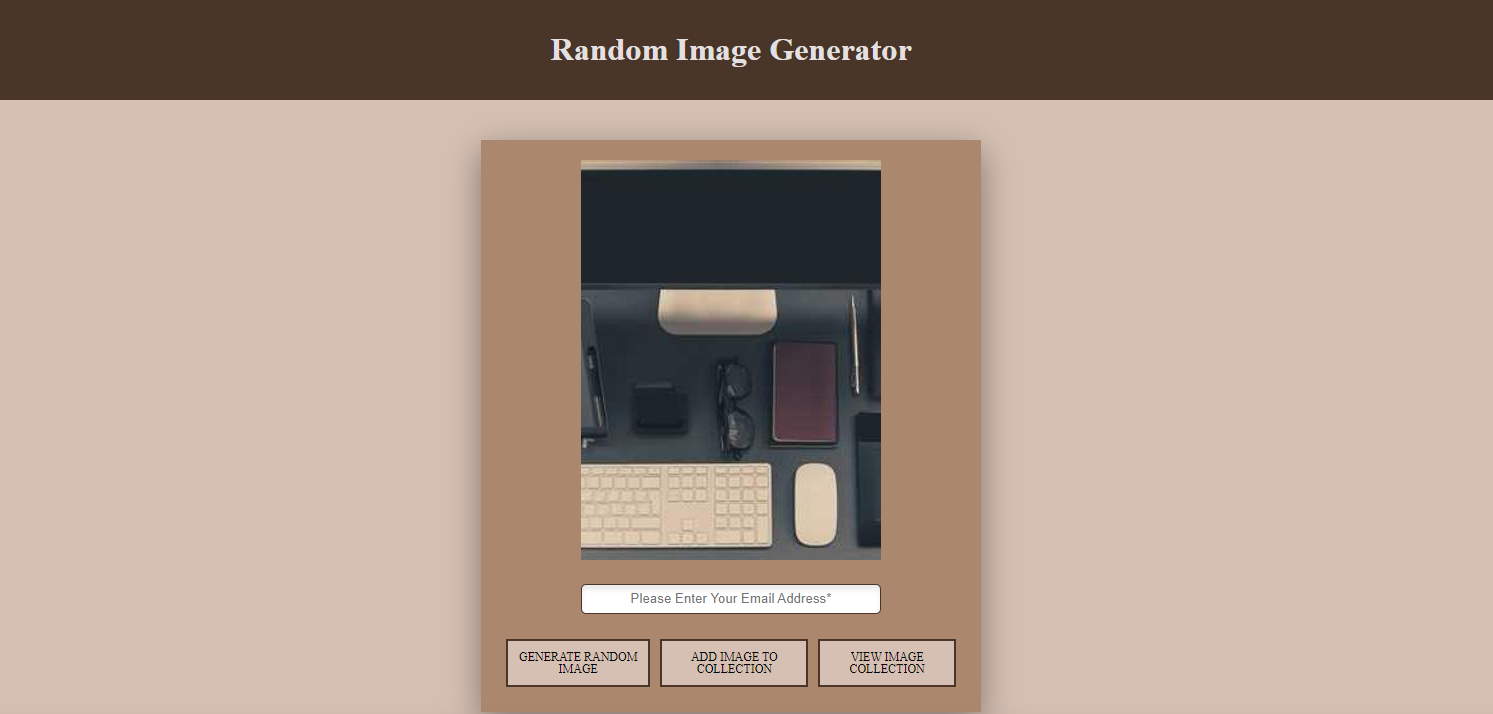 Random Image Generator
Please Enter Your Email Address*
GENERATE RANDOM
IMAGE
ADD IMAGE TO
COLLECTION
VIEW IMAGE
COLLECTION